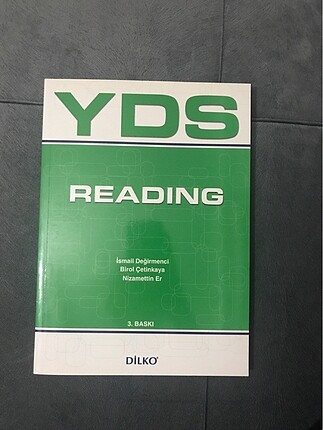 YDS
READING
İsmail Değirmenci
Birol Çetinkaya
Nizamettin Er
3. BASKI
DİLKO